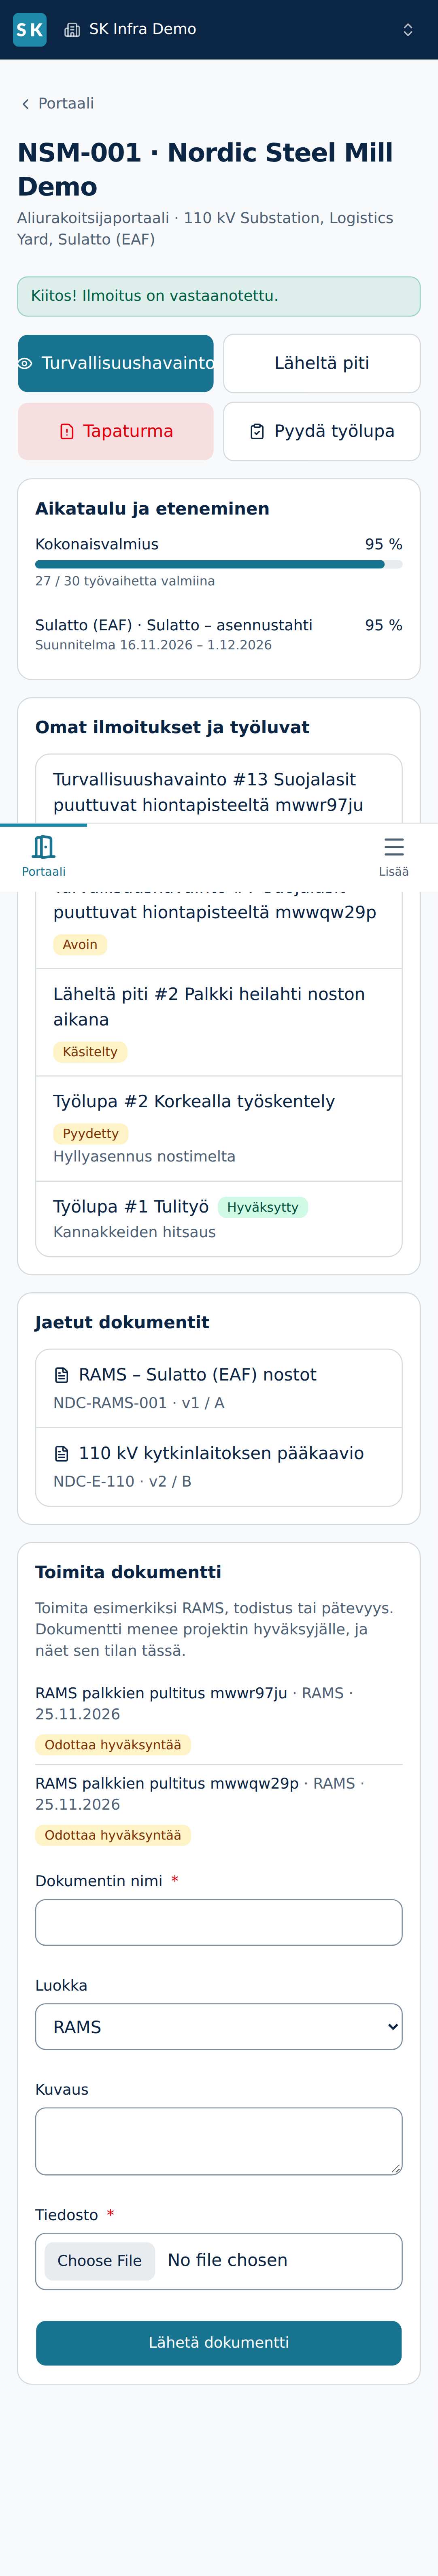 SK
SK Infra Demo
Portaali
NSM-001 · Nordic Steel Mill
Demo
Aliurakoitsijaportaali · 110 kV Substation, Logistics
Yard, Sulatto (EAF)
Kiitos! Ilmoitus on vastaanotettu.
Turvallisuushavainto
Läheltä piti
Tapaturma
Pyydä työlupa
Aikataulu ja eteneminen
Kokonaisvalmius 95 %
27 / 30 työvaihetta valmiina
Sulatto (EAF) · Sulatto – asennustahti 95 %
Suunnitelma 16.11.2026 – 1.12.2026
Omat ilmoitukset ja työluvat
Turvallisuushavainto #13 Suojalasit
puuttuvat hiontapisteeltä mwwr97ju
Portaali
Lisää
puuttuvat hiontapisteeltä mwwqw29p
Avoin
Läheltä piti #2 Palkki heilahti noston
aikana
Käsitelty
Työlupa #2 Korkealla työskentely
Pyydetty
Hyllyasennus nostimelta
Työlupa #1 Tulityö Hyväksytty
Kannakkeiden hitsaus
Jaetut dokumentit
RAMS – Sulatto (EAF) nostot
NDC-RAMS-001 · v1 / A
110 kV kytkinlaitoksen pääkaavio
NDC-E-110 · v2 / B
Toimita dokumentti
Toimita esimerkiksi RAMS, todistus tai pätevyys.
Dokumentti menee projektin hyväksyjälle, ja
näet sen tilan tässä.
RAMS palkkien pultitus mwwr97ju · RAMS ·
25.11.2026
Odottaa hyväksyntää
RAMS palkkien pultitus mwwqw29p · RAMS ·
25.11.2026
Odottaa hyväksyntää
Dokumentin nimi *
Luokka
RAMS
Kuvaus
Tiedosto *
Choose File No file chosen
Lähetä dokumentti